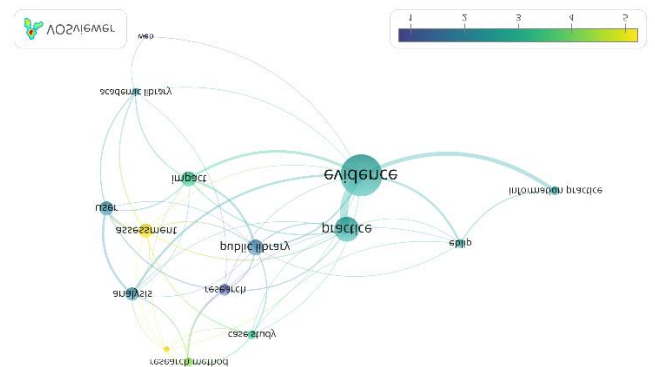 VOSviewer
1 2 3 4 5
academic library
impact
evidence
information practice
user
assessment
practice
public library
eblip
analysis
research
case study
research method